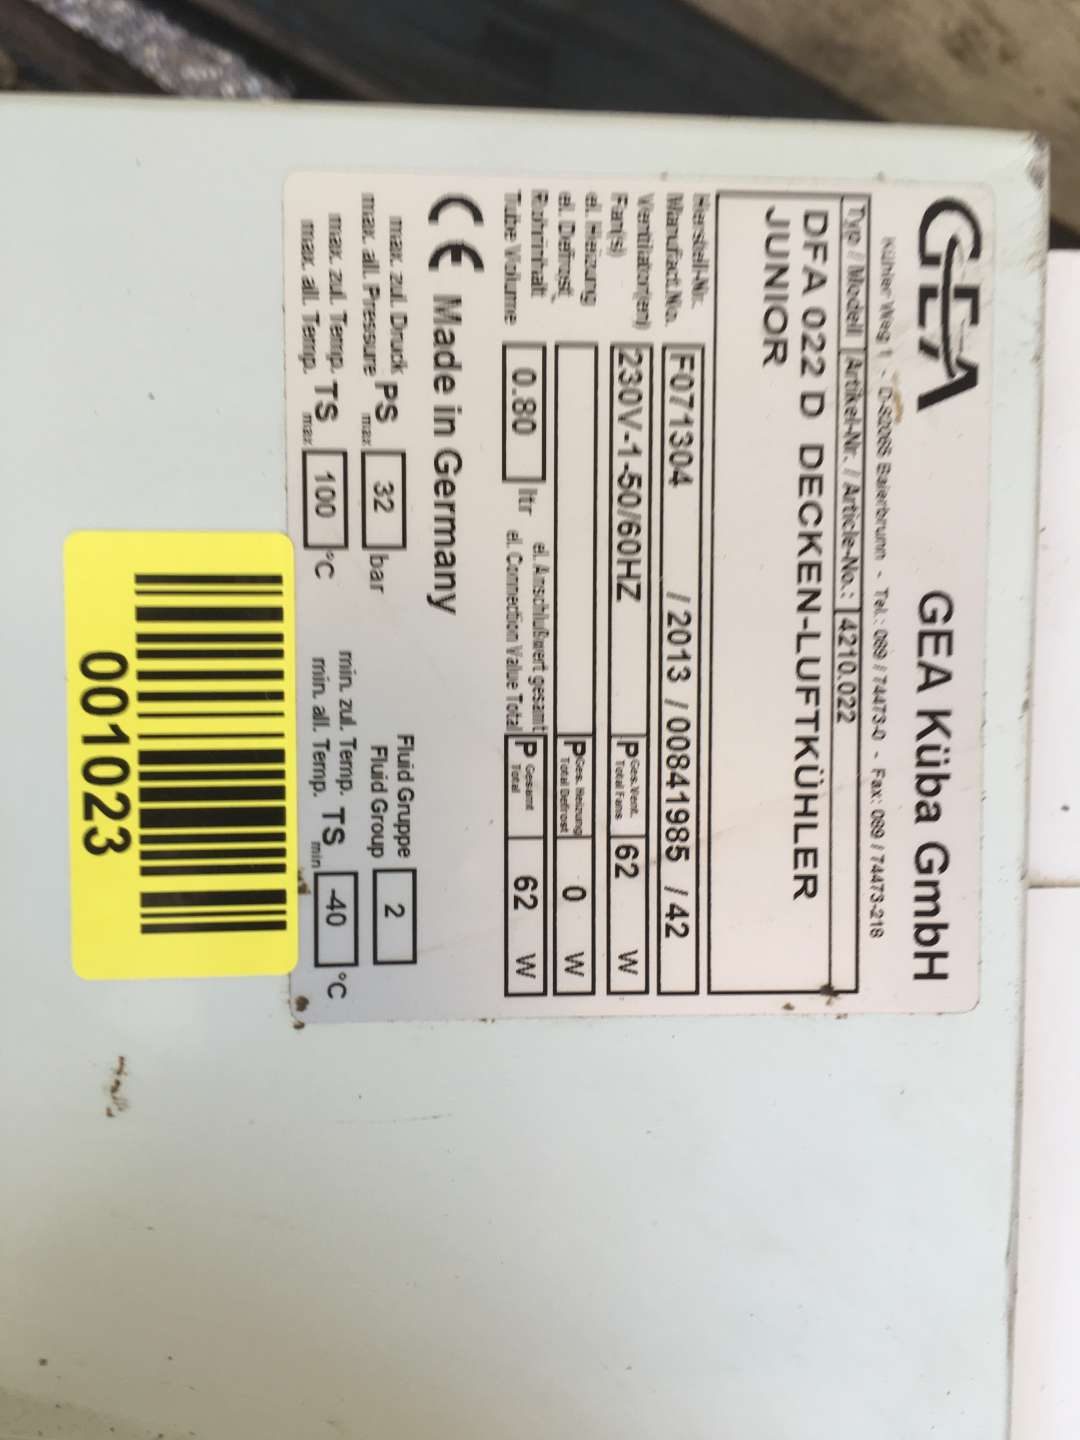 GEA GEA Küba GmbH
Kühler Weg 1 - D-82065 Baierbrunn - Tel.: 089 / 74473-0 - Fax: 089 / 74473-218
Typ / Modell Artikel-Nr. / Article-No.: 4210.022
DFA 022 D DECKEN-LUFTKÜHLER
JUNIOR
Herstell-Nr.
Manufact.No. F071304 / 2013 / 00841985 / 42
Ventilator(en)
Fan(s) 230V-1-50/60HZ P Ges.Vent. Total Fans 62 W
el. Heizung
el. Defrost P Ges. Heizung Total Defrost 0 W
Rohrinhalt
Tube Volume 0.80 ltr el. Anschlußwert gesamt
el. Connection Value Total P Gesamt Total 62 W
CE Made in Germany
max. zul. Druck
max. all. Pressure PS max 32 bar Fluid Gruppe
Fluid Group 2
max. zul. Temp.
max. all. Temp. TS max 100 °C min. zul. Temp.
min. all. Temp. TS min -40 °C
001023